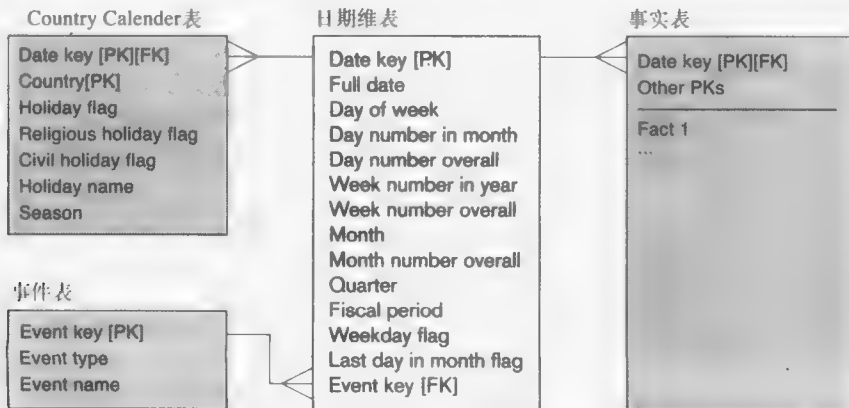 Country Calender表
Date key [PK][FK]
Country[PK]
Holiday flag
Religious holiday flag
Civil holiday flag
Holiday name
Season
事件表
Event key [PK]
Event type
Event name
日期维表
Date key [PK]
Full date
Day of week
Day number in month
Day number overall
Week number in year
Week number overall
Month
Month number overall
Quarter
Fiscal period
Weekday flag
Last day in month flag
Event key [FK]
事实表
Date key [PK][FK]
Other PKs
Fact 1
...